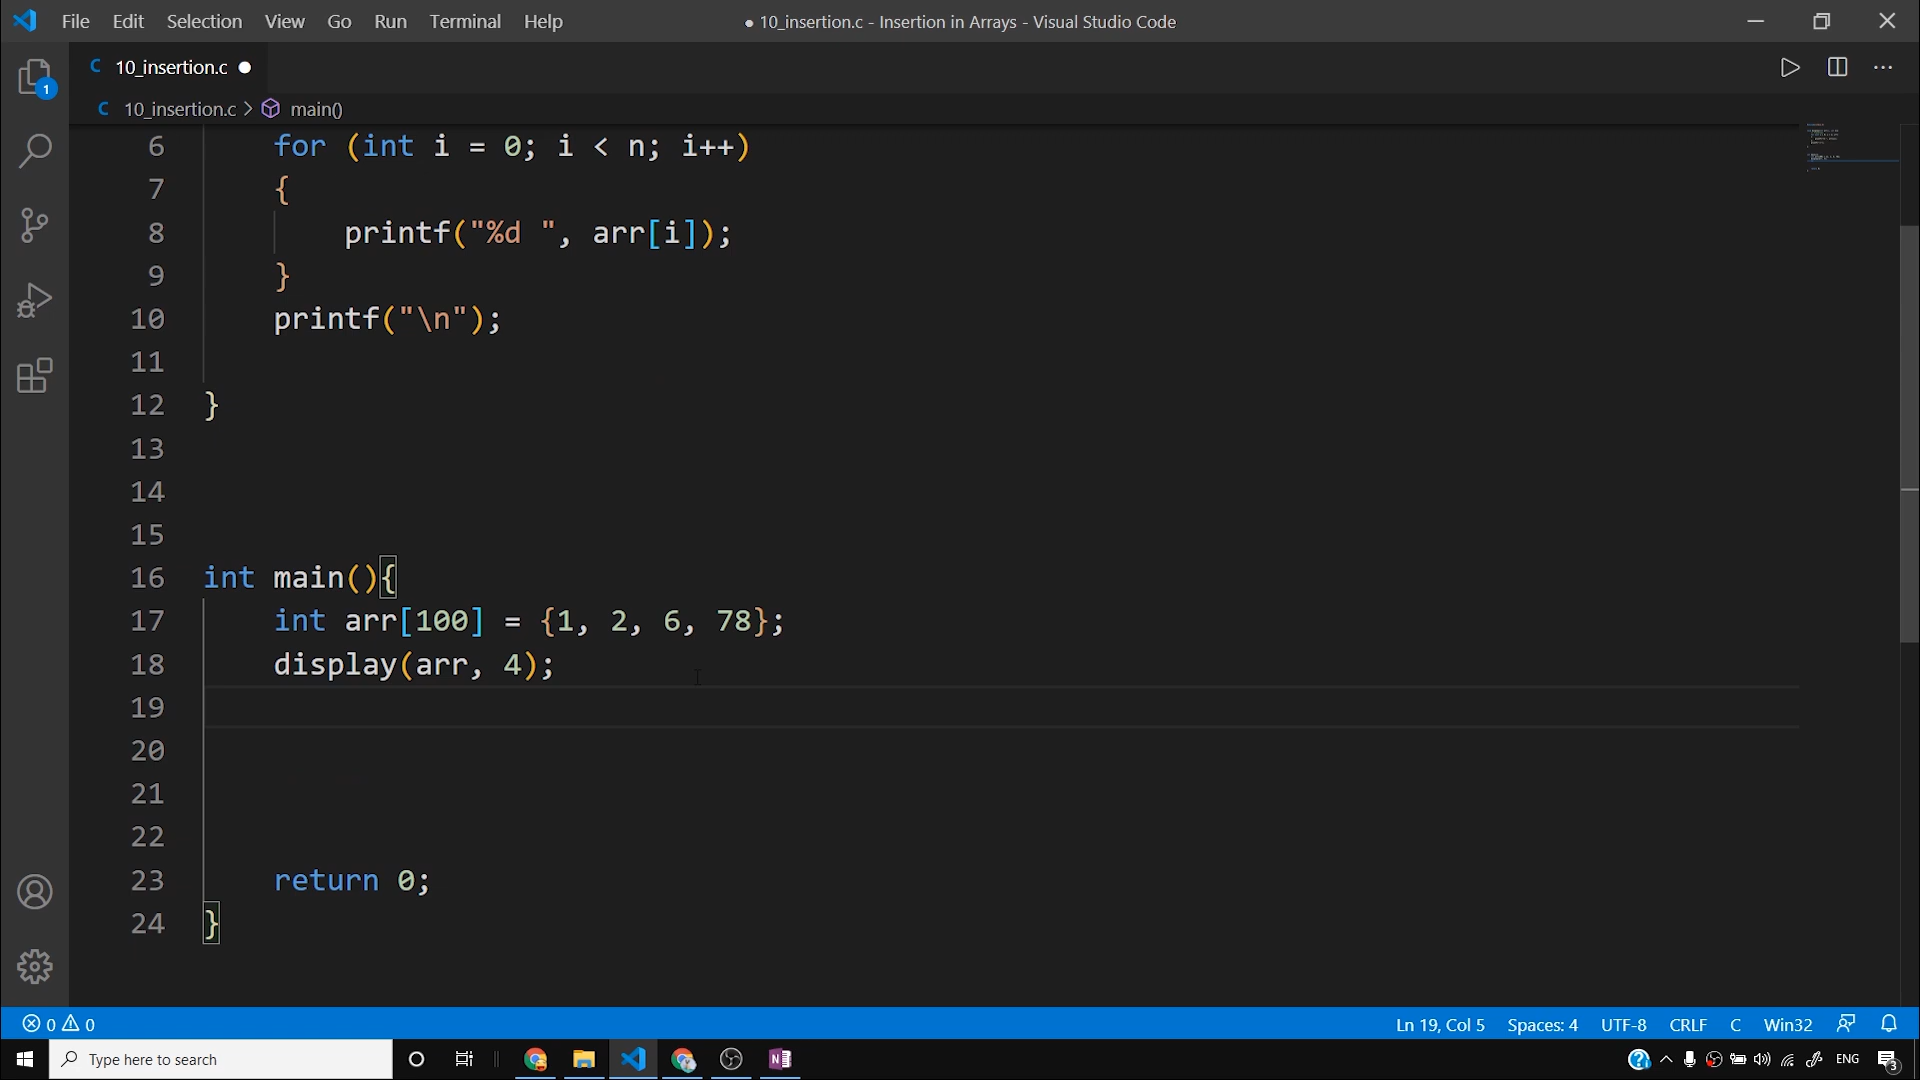 File Edit Selection View Go Run Terminal Help ● 10_insertion.c - Insertion in Arrays - Visual Studio Code
C 10_insertion.c ●
C 10_insertion.c > main()
6 for (int i = 0; i < n; i++)
7 {
8 printf("%d ", arr[i]);
9 }
10 printf("\n");
11
12 }
13
14
15
16 int main(){
17 int arr[100] = {1, 2, 6, 78};
18 display(arr, 4);
19
20
21
22
23 return 0;
24 }
1
0 0 Ln 19, Col 5 Spaces: 4 UTF-8 CRLF C Win32
Type here to search ENG 3